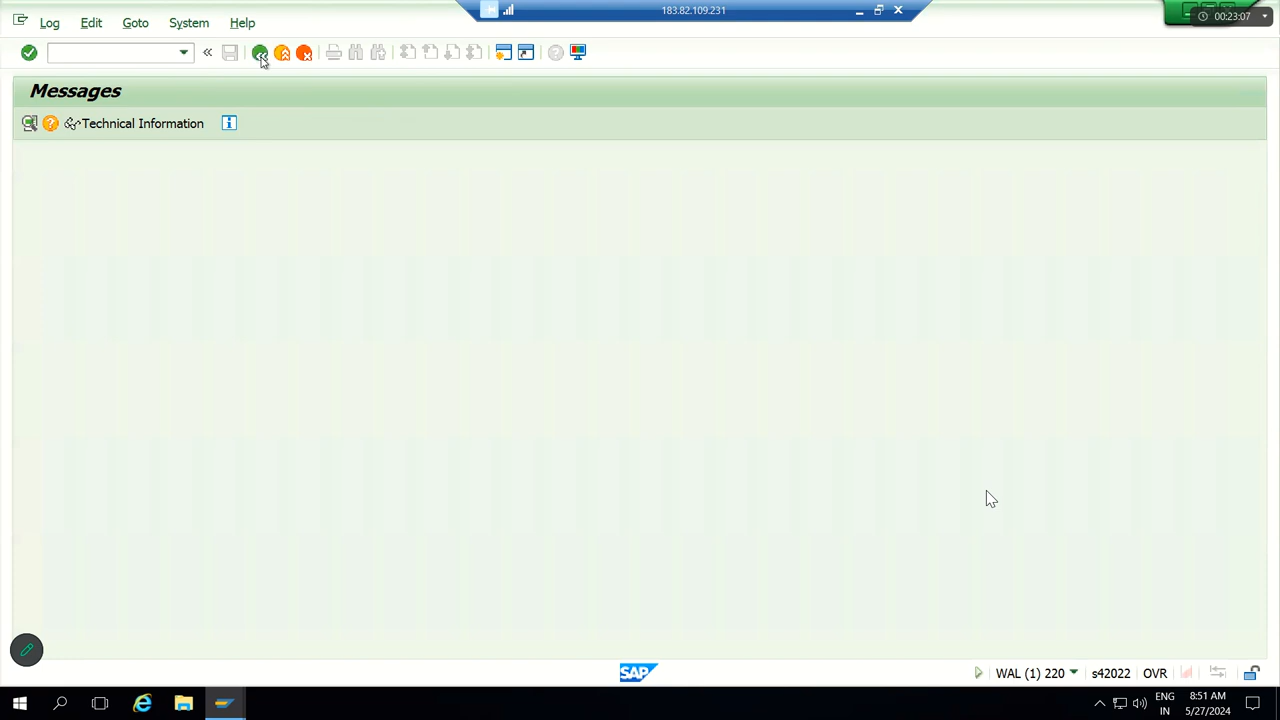 183.82.109.231
00:23:07
Log Edit Goto System Help
Messages
Technical Information
SAP
WAL (1) 220 s42022 OVR
ENG 8:51 AM
IN 5/27/2024